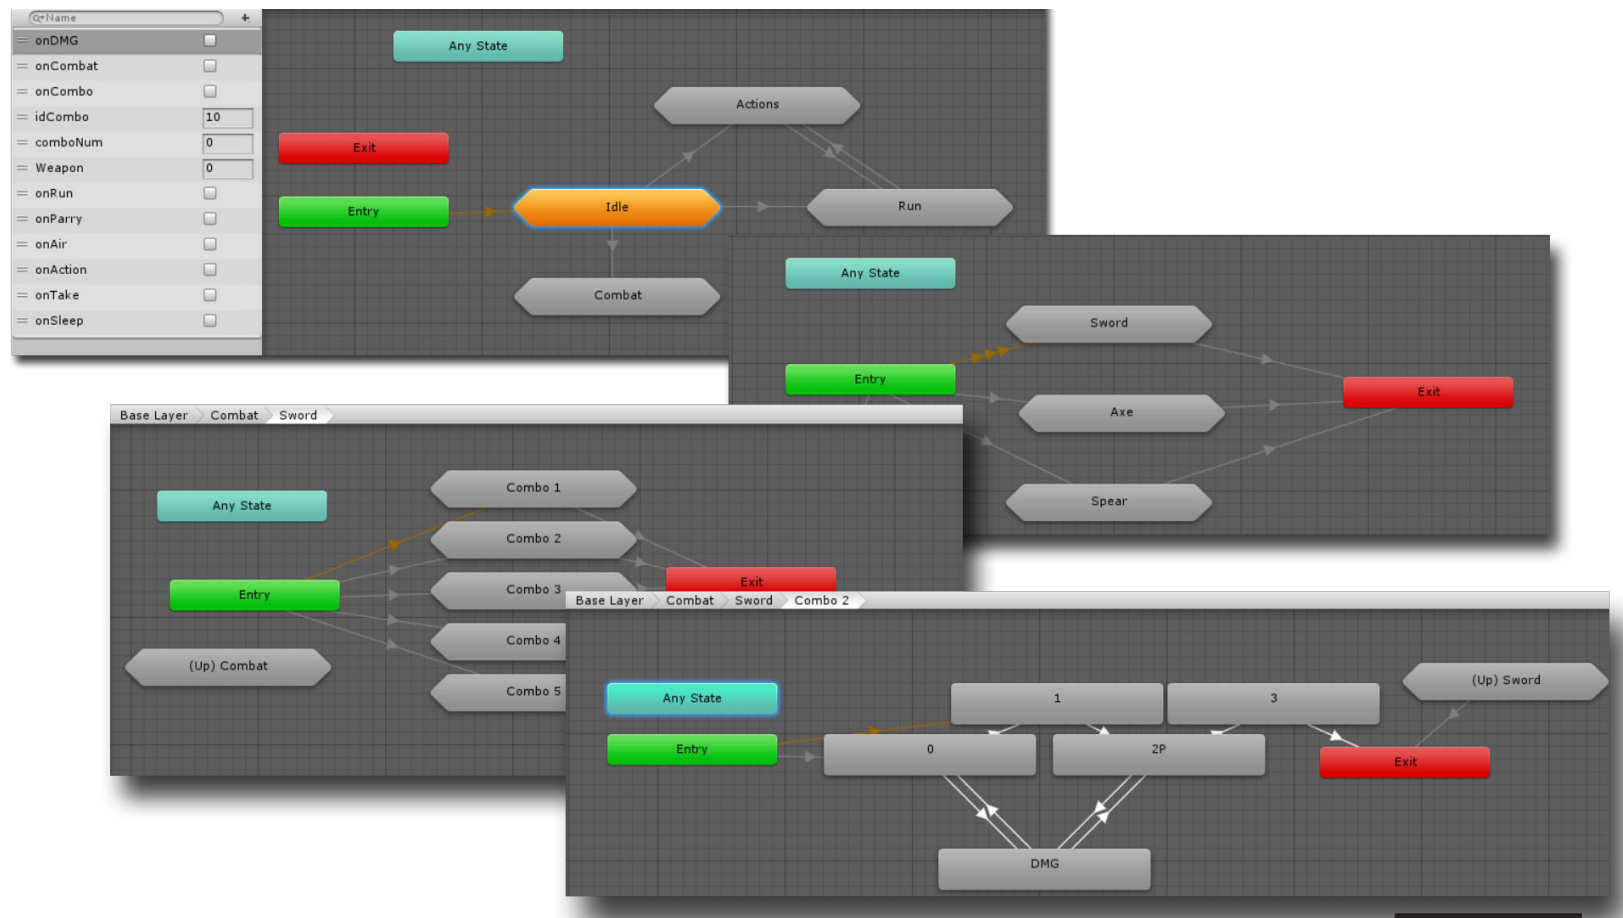 Name +
onDMG
onCombat
onCombo
idCombo 10
comboNum 0
Weapon 0
onRun
onParry
onAir
onAction
onTake
onSleep
Any State
Actions
Exit
Entry
Idle
Run
Combat
Any State
Sword
Entry
Exit
Axe
Spear
Base Layer Combat Sword
Combo 1
Any State
Combo 2
Exit
Entry
Combo 3
Combo 4
(Up) Combat
Combo 5
Base Layer Combat Sword Combo 2
(Up) Sword
Any State
1
3
Entry
0
2P
Exit
DMG